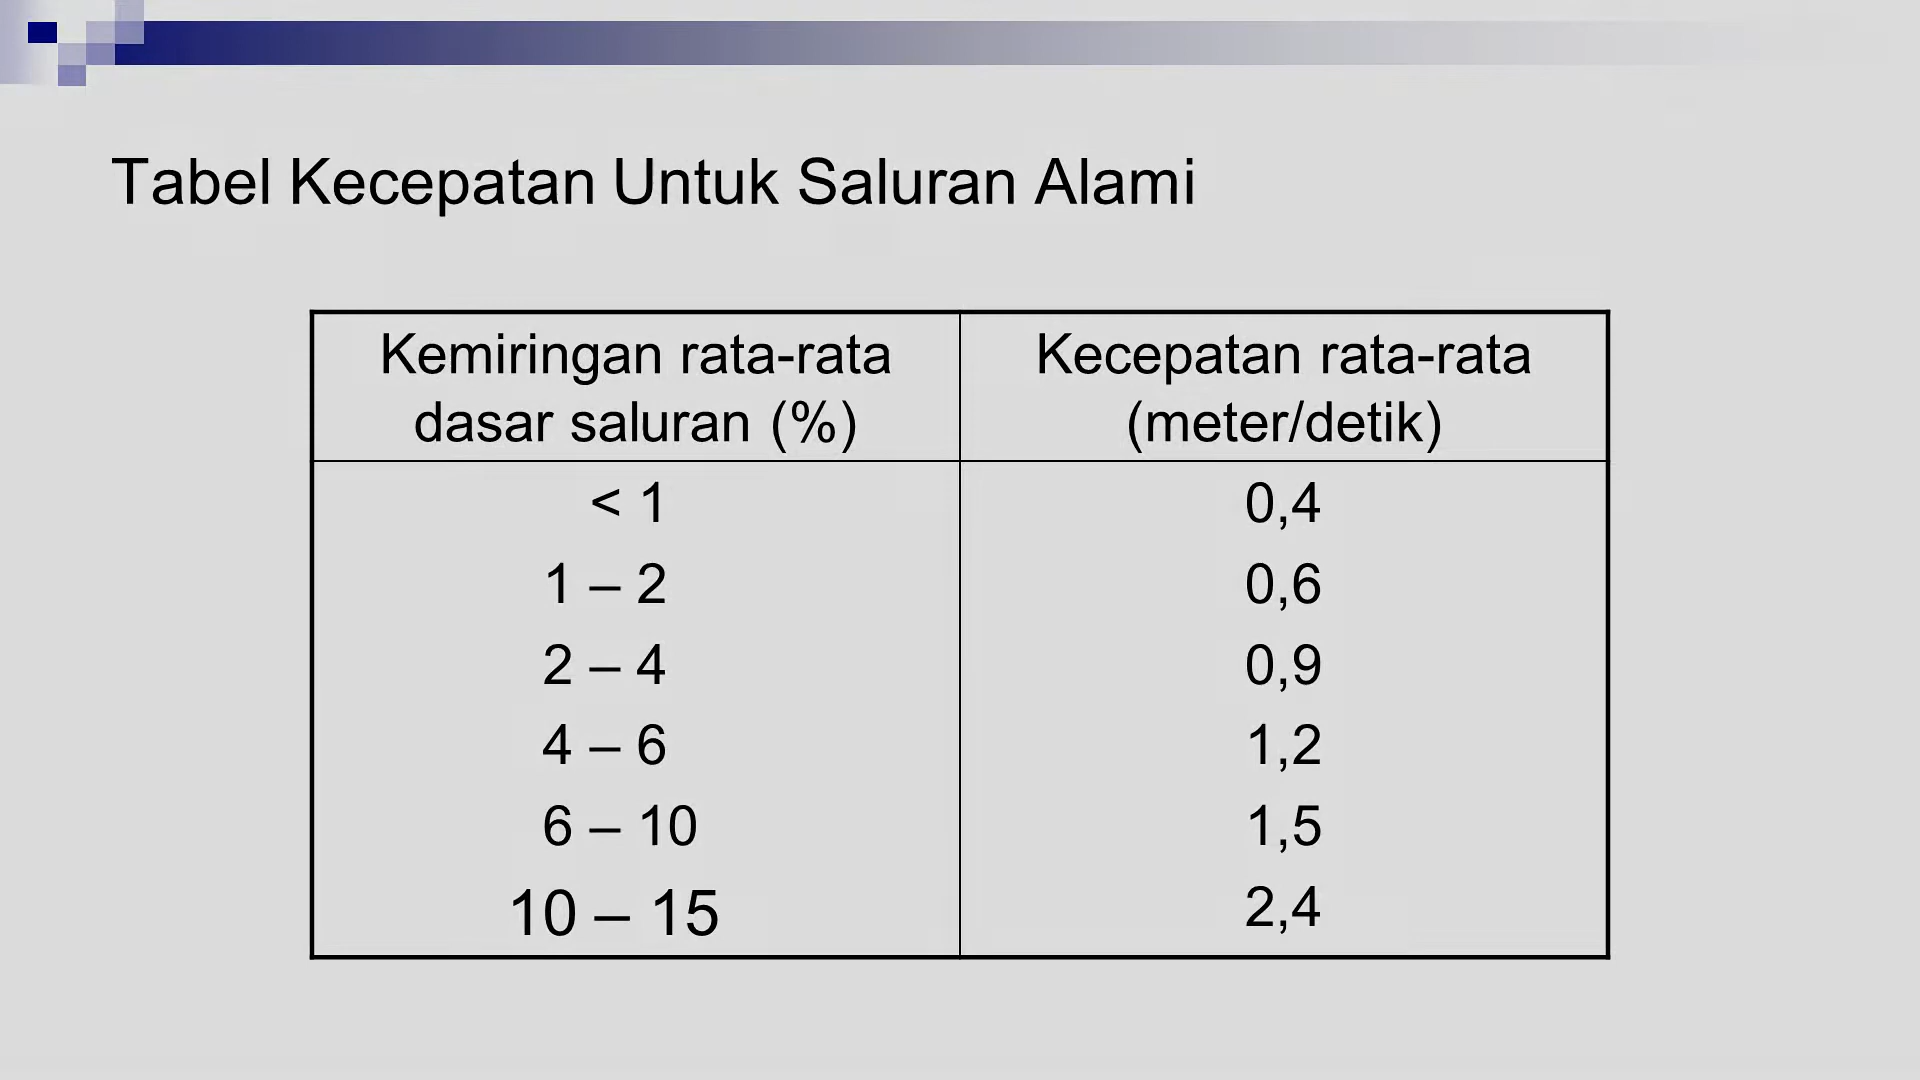 Tabel Kecepatan Untuk Saluran Alami
Kemiringan rata-rata dasar saluran (%)
Kecepatan rata-rata (meter/detik)
< 1 0,4
1 – 2 0,6
2 – 4 0,9
4 – 6 1,2
6 – 10 1,5
10 – 15 2,4